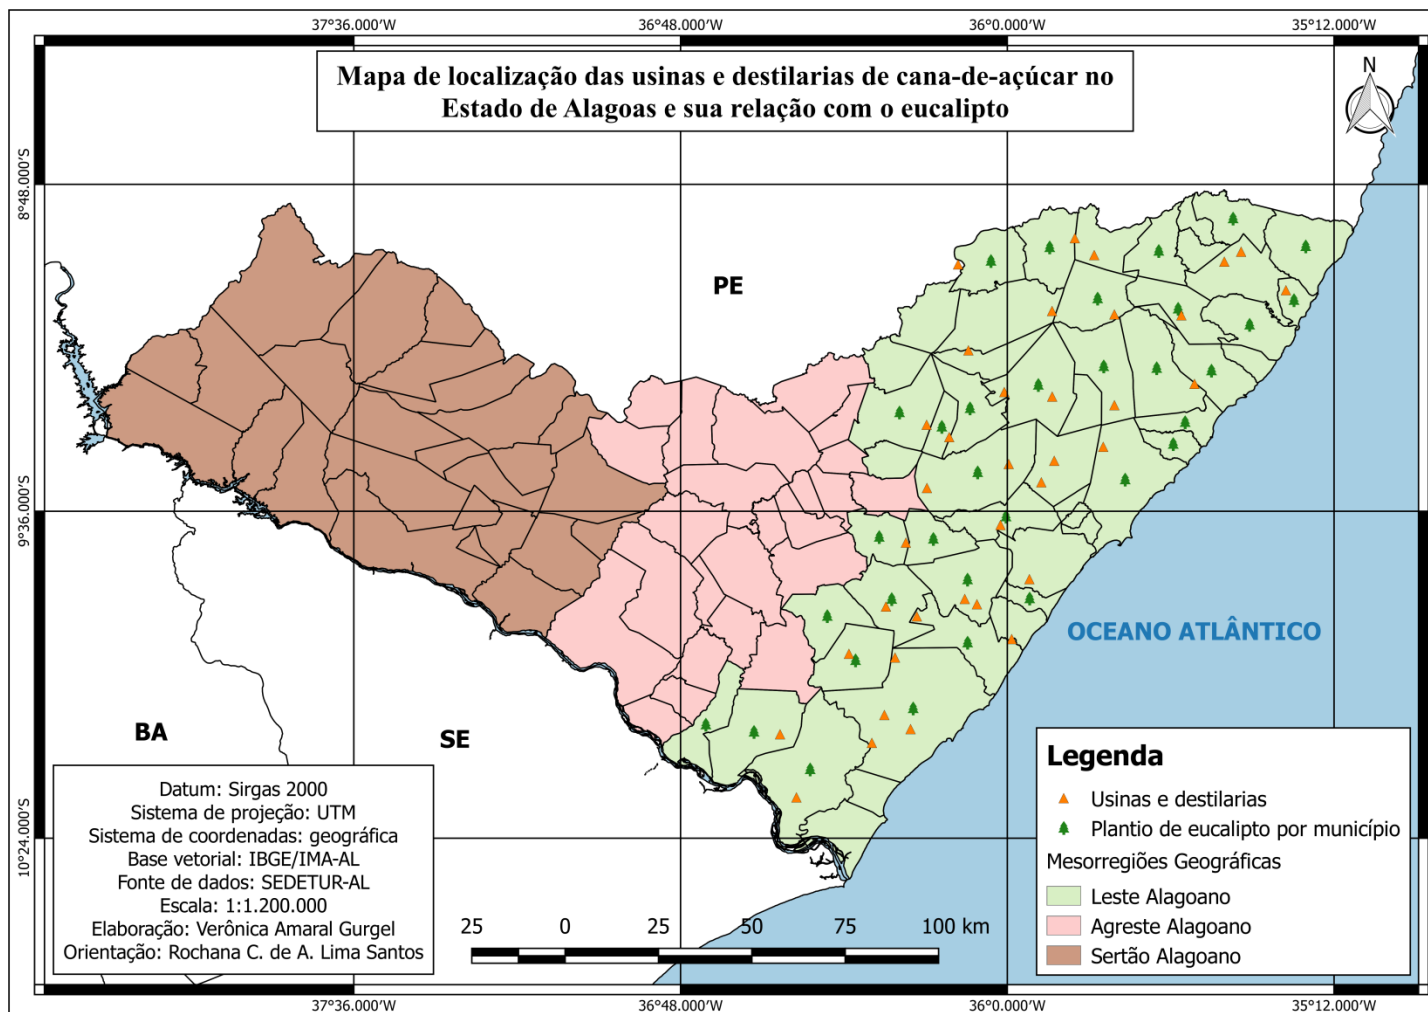 37°36.000'W
36°48.000'W
36°0.000'W
35°12.000'W
Mapa de localização das usinas e destilarias de cana-de-açúcar no
Estado de Alagoas e sua relação com o eucalipto
N
8°48.000'S
PE
9°36.000'S
OCEANO ATLÂNTICO
BA
SE
10°24.000'S
Datum: Sirgas 2000
Sistema de projeção: UTM
Sistema de coordenadas: geográfica
Base vetorial: IBGE/IMA-AL
Fonte de dados: SEDETUR-AL
Escala: 1:1.200.000
Elaboração: Verônica Amaral Gurgel
Orientação: Rochana C. de A. Lima Santos
25 0 25 50 75 100 km
Legenda
Usinas e destilarias
Plantio de eucalipto por município
Mesorregiões Geográficas
Leste Alagoano
Agreste Alagoano
Sertão Alagoano
37°36.000'W
36°48.000'W
36°0.000'W
35°12.000'W